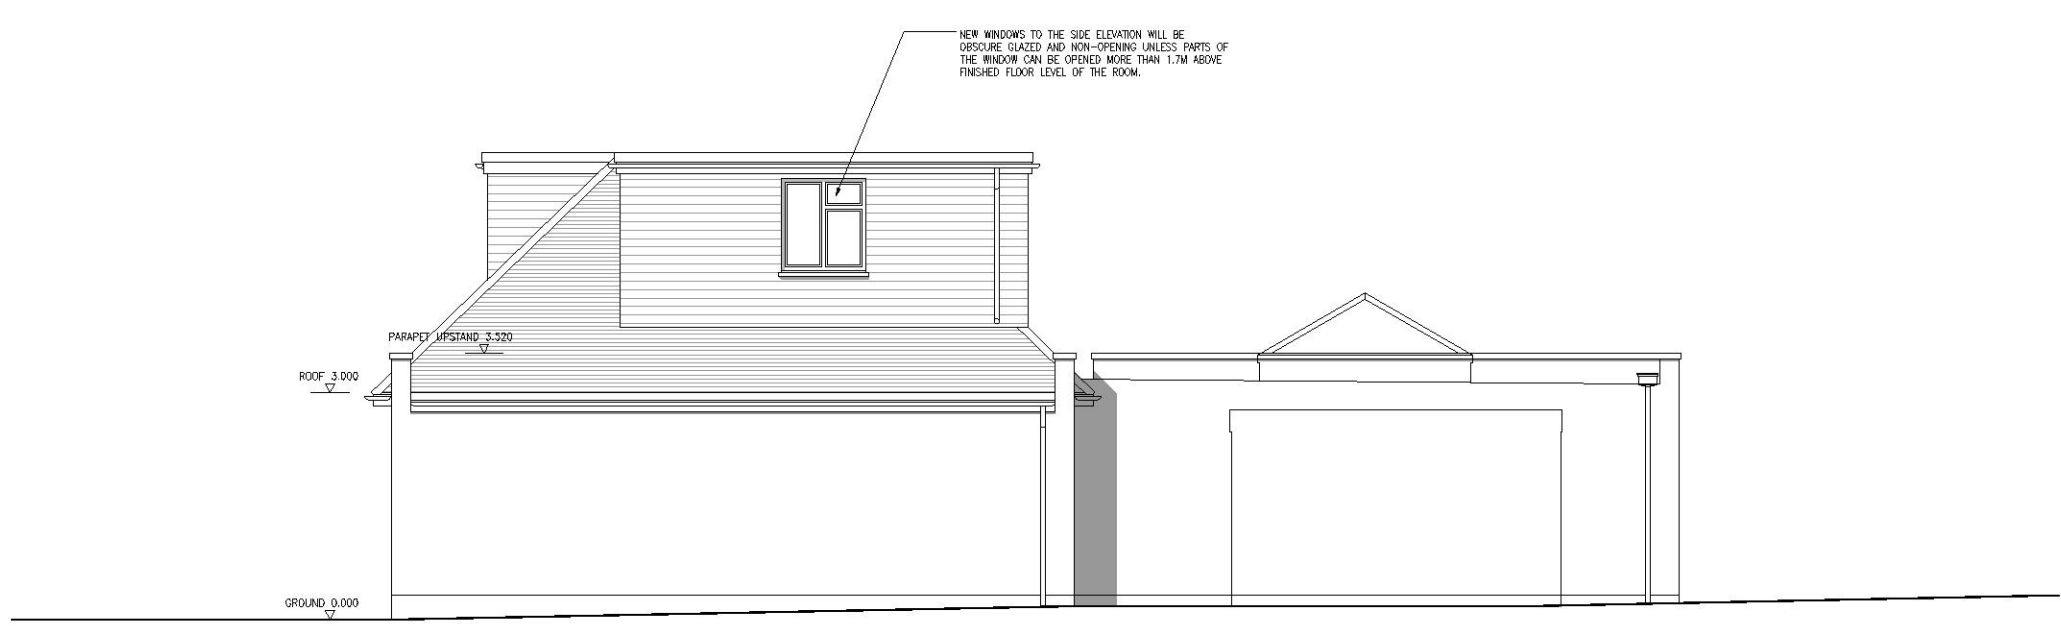 NEW WINDOWS TO THE SIDE ELEVATION WILL BE
OBSCURE GLAZED AND NON-OPENING UNLESS PARTS OF
THE WINDOW CAN BE OPENED MORE THAN 1.7M ABOVE
FINISHED FLOOR LEVEL OF THE ROOM.
PARAPET UPSTAND 3.520
ROOF 3.000
GROUND 0.000